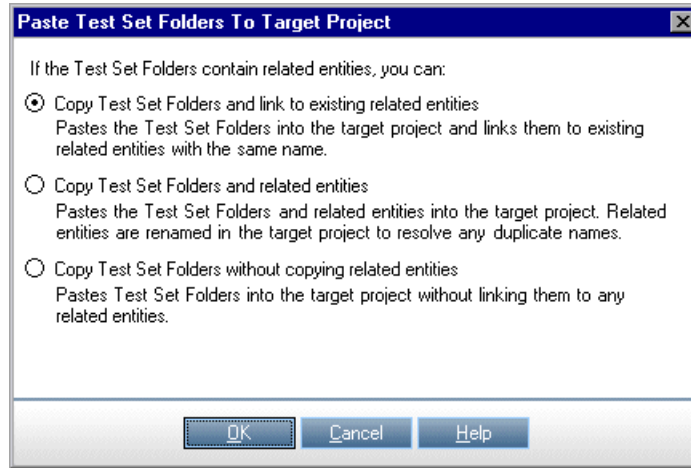 Paste Test Set Folders To Target Project
If the Test Set Folders contain related entities, you can:
Copy Test Set Folders and link to existing related entities
Pastes the Test Set Folders into the target project and links them to existing
related entities with the same name.
Copy Test Set Folders and related entities
Pastes the Test Set Folders and related entities into the target project. Related
entities are renamed in the target project to resolve any duplicate names.
Copy Test Set Folders without copying related entities
Pastes Test Set Folders into the target project without linking them to any
related entities.
OK Cancel Help